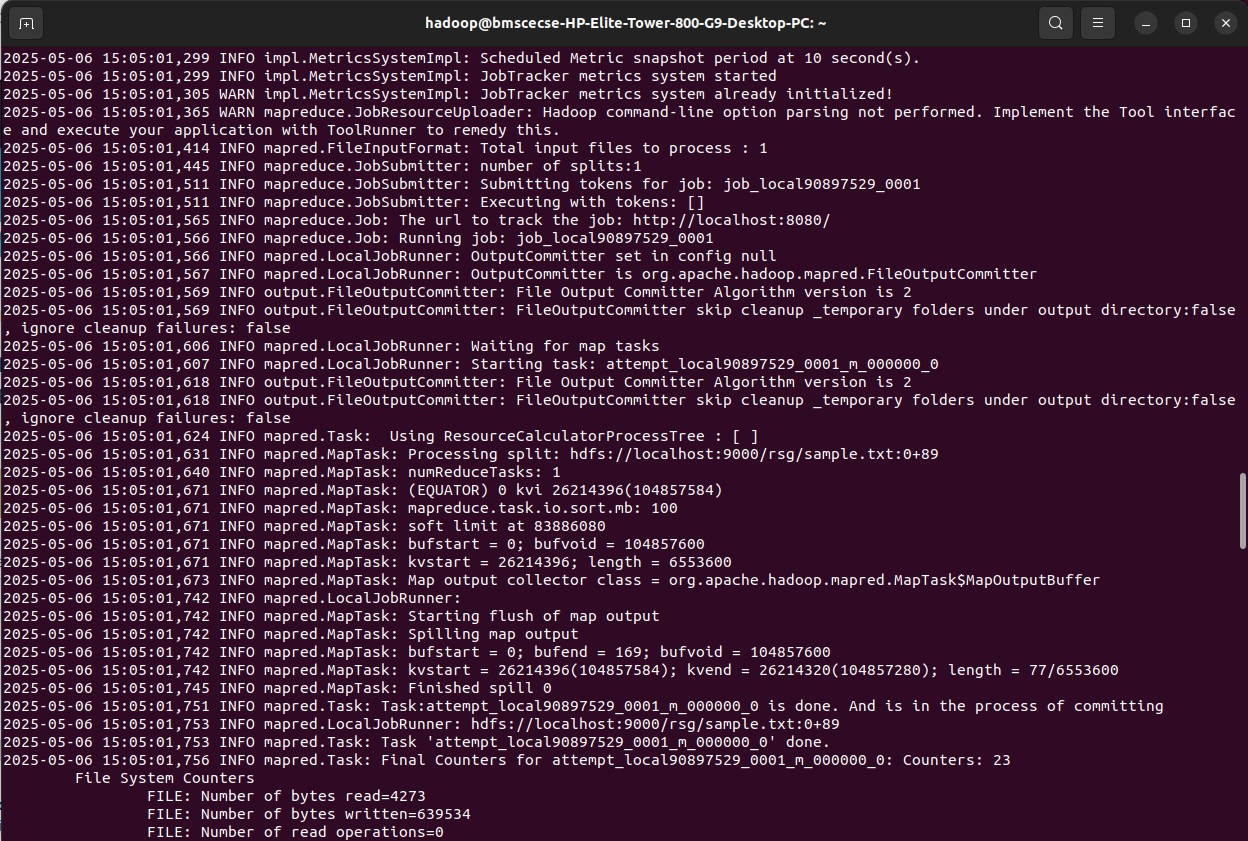 hadoop@bmscecse-HP-Elite-Tower-800-G9-Desktop-PC: ~
2025-05-06 15:05:01,299 INFO impl.MetricsSystemImpl: Scheduled Metric snapshot period at 10 second(s).
2025-05-06 15:05:01,299 INFO impl.MetricsSystemImpl: JobTracker metrics system started
2025-05-06 15:05:01,305 WARN impl.MetricsSystemImpl: JobTracker metrics system already initialized!
2025-05-06 15:05:01,365 WARN mapreduce.JobResourceUploader: Hadoop command-line option parsing not performed. Implement the Tool interfac
e and execute your application with ToolRunner to remedy this.
2025-05-06 15:05:01,414 INFO mapred.FileInputFormat: Total input files to process : 1
2025-05-06 15:05:01,445 INFO mapreduce.JobSubmitter: number of splits:1
2025-05-06 15:05:01,511 INFO mapreduce.JobSubmitter: Submitting tokens for job: job_local90897529_0001
2025-05-06 15:05:01,511 INFO mapreduce.JobSubmitter: Executing with tokens: []
2025-05-06 15:05:01,565 INFO mapreduce.Job: The url to track the job: http://localhost:8080/
2025-05-06 15:05:01,566 INFO mapreduce.Job: Running job: job_local90897529_0001
2025-05-06 15:05:01,566 INFO mapred.LocalJobRunner: OutputCommitter set in config null
2025-05-06 15:05:01,567 INFO mapred.LocalJobRunner: OutputCommitter is org.apache.hadoop.mapred.FileOutputCommitter
2025-05-06 15:05:01,569 INFO output.FileOutputCommitter: File Output Committer Algorithm version is 2
2025-05-06 15:05:01,569 INFO output.FileOutputCommitter: FileOutputCommitter skip cleanup _temporary folders under output directory:false
, ignore cleanup failures: false
2025-05-06 15:05:01,606 INFO mapred.LocalJobRunner: Waiting for map tasks
2025-05-06 15:05:01,607 INFO mapred.LocalJobRunner: Starting task: attempt_local90897529_0001_m_000000_0
2025-05-06 15:05:01,618 INFO output.FileOutputCommitter: File Output Committer Algorithm version is 2
2025-05-06 15:05:01,618 INFO output.FileOutputCommitter: FileOutputCommitter skip cleanup _temporary folders under output directory:false
, ignore cleanup failures: false
2025-05-06 15:05:01,624 INFO mapred.Task:  Using ResourceCalculatorProcessTree : [ ]
2025-05-06 15:05:01,631 INFO mapred.MapTask: Processing split: hdfs://localhost:9000/rsg/sample.txt:0+89
2025-05-06 15:05:01,640 INFO mapred.MapTask: numReduceTasks: 1
2025-05-06 15:05:01,671 INFO mapred.MapTask: (EQUATOR) 0 kvi 26214396(104857584)
2025-05-06 15:05:01,671 INFO mapred.MapTask: mapreduce.task.io.sort.mb: 100
2025-05-06 15:05:01,671 INFO mapred.MapTask: soft limit at 83886080
2025-05-06 15:05:01,671 INFO mapred.MapTask: bufstart = 0; bufvoid = 104857600
2025-05-06 15:05:01,671 INFO mapred.MapTask: kvstart = 26214396; length = 6553600
2025-05-06 15:05:01,673 INFO mapred.MapTask: Map output collector class = org.apache.hadoop.mapred.MapTask$MapOutputBuffer
2025-05-06 15:05:01,742 INFO mapred.LocalJobRunner:
2025-05-06 15:05:01,742 INFO mapred.MapTask: Starting flush of map output
2025-05-06 15:05:01,742 INFO mapred.MapTask: Spilling map output
2025-05-06 15:05:01,742 INFO mapred.MapTask: bufstart = 0; bufend = 169; bufvoid = 104857600
2025-05-06 15:05:01,742 INFO mapred.MapTask: kvstart = 26214396(104857584); kvend = 26214320(104857280); length = 77/6553600
2025-05-06 15:05:01,745 INFO mapred.MapTask: Finished spill 0
2025-05-06 15:05:01,751 INFO mapred.Task: Task:attempt_local90897529_0001_m_000000_0 is done. And is in the process of committing
2025-05-06 15:05:01,753 INFO mapred.LocalJobRunner: hdfs://localhost:9000/rsg/sample.txt:0+89
2025-05-06 15:05:01,753 INFO mapred.Task: Task 'attempt_local90897529_0001_m_000000_0' done.
2025-05-06 15:05:01,756 INFO mapred.Task: Final Counters for attempt_local90897529_0001_m_000000_0: Counters: 23
File System Counters
FILE: Number of bytes read=4273
FILE: Number of bytes written=639534
FILE: Number of read operations=0